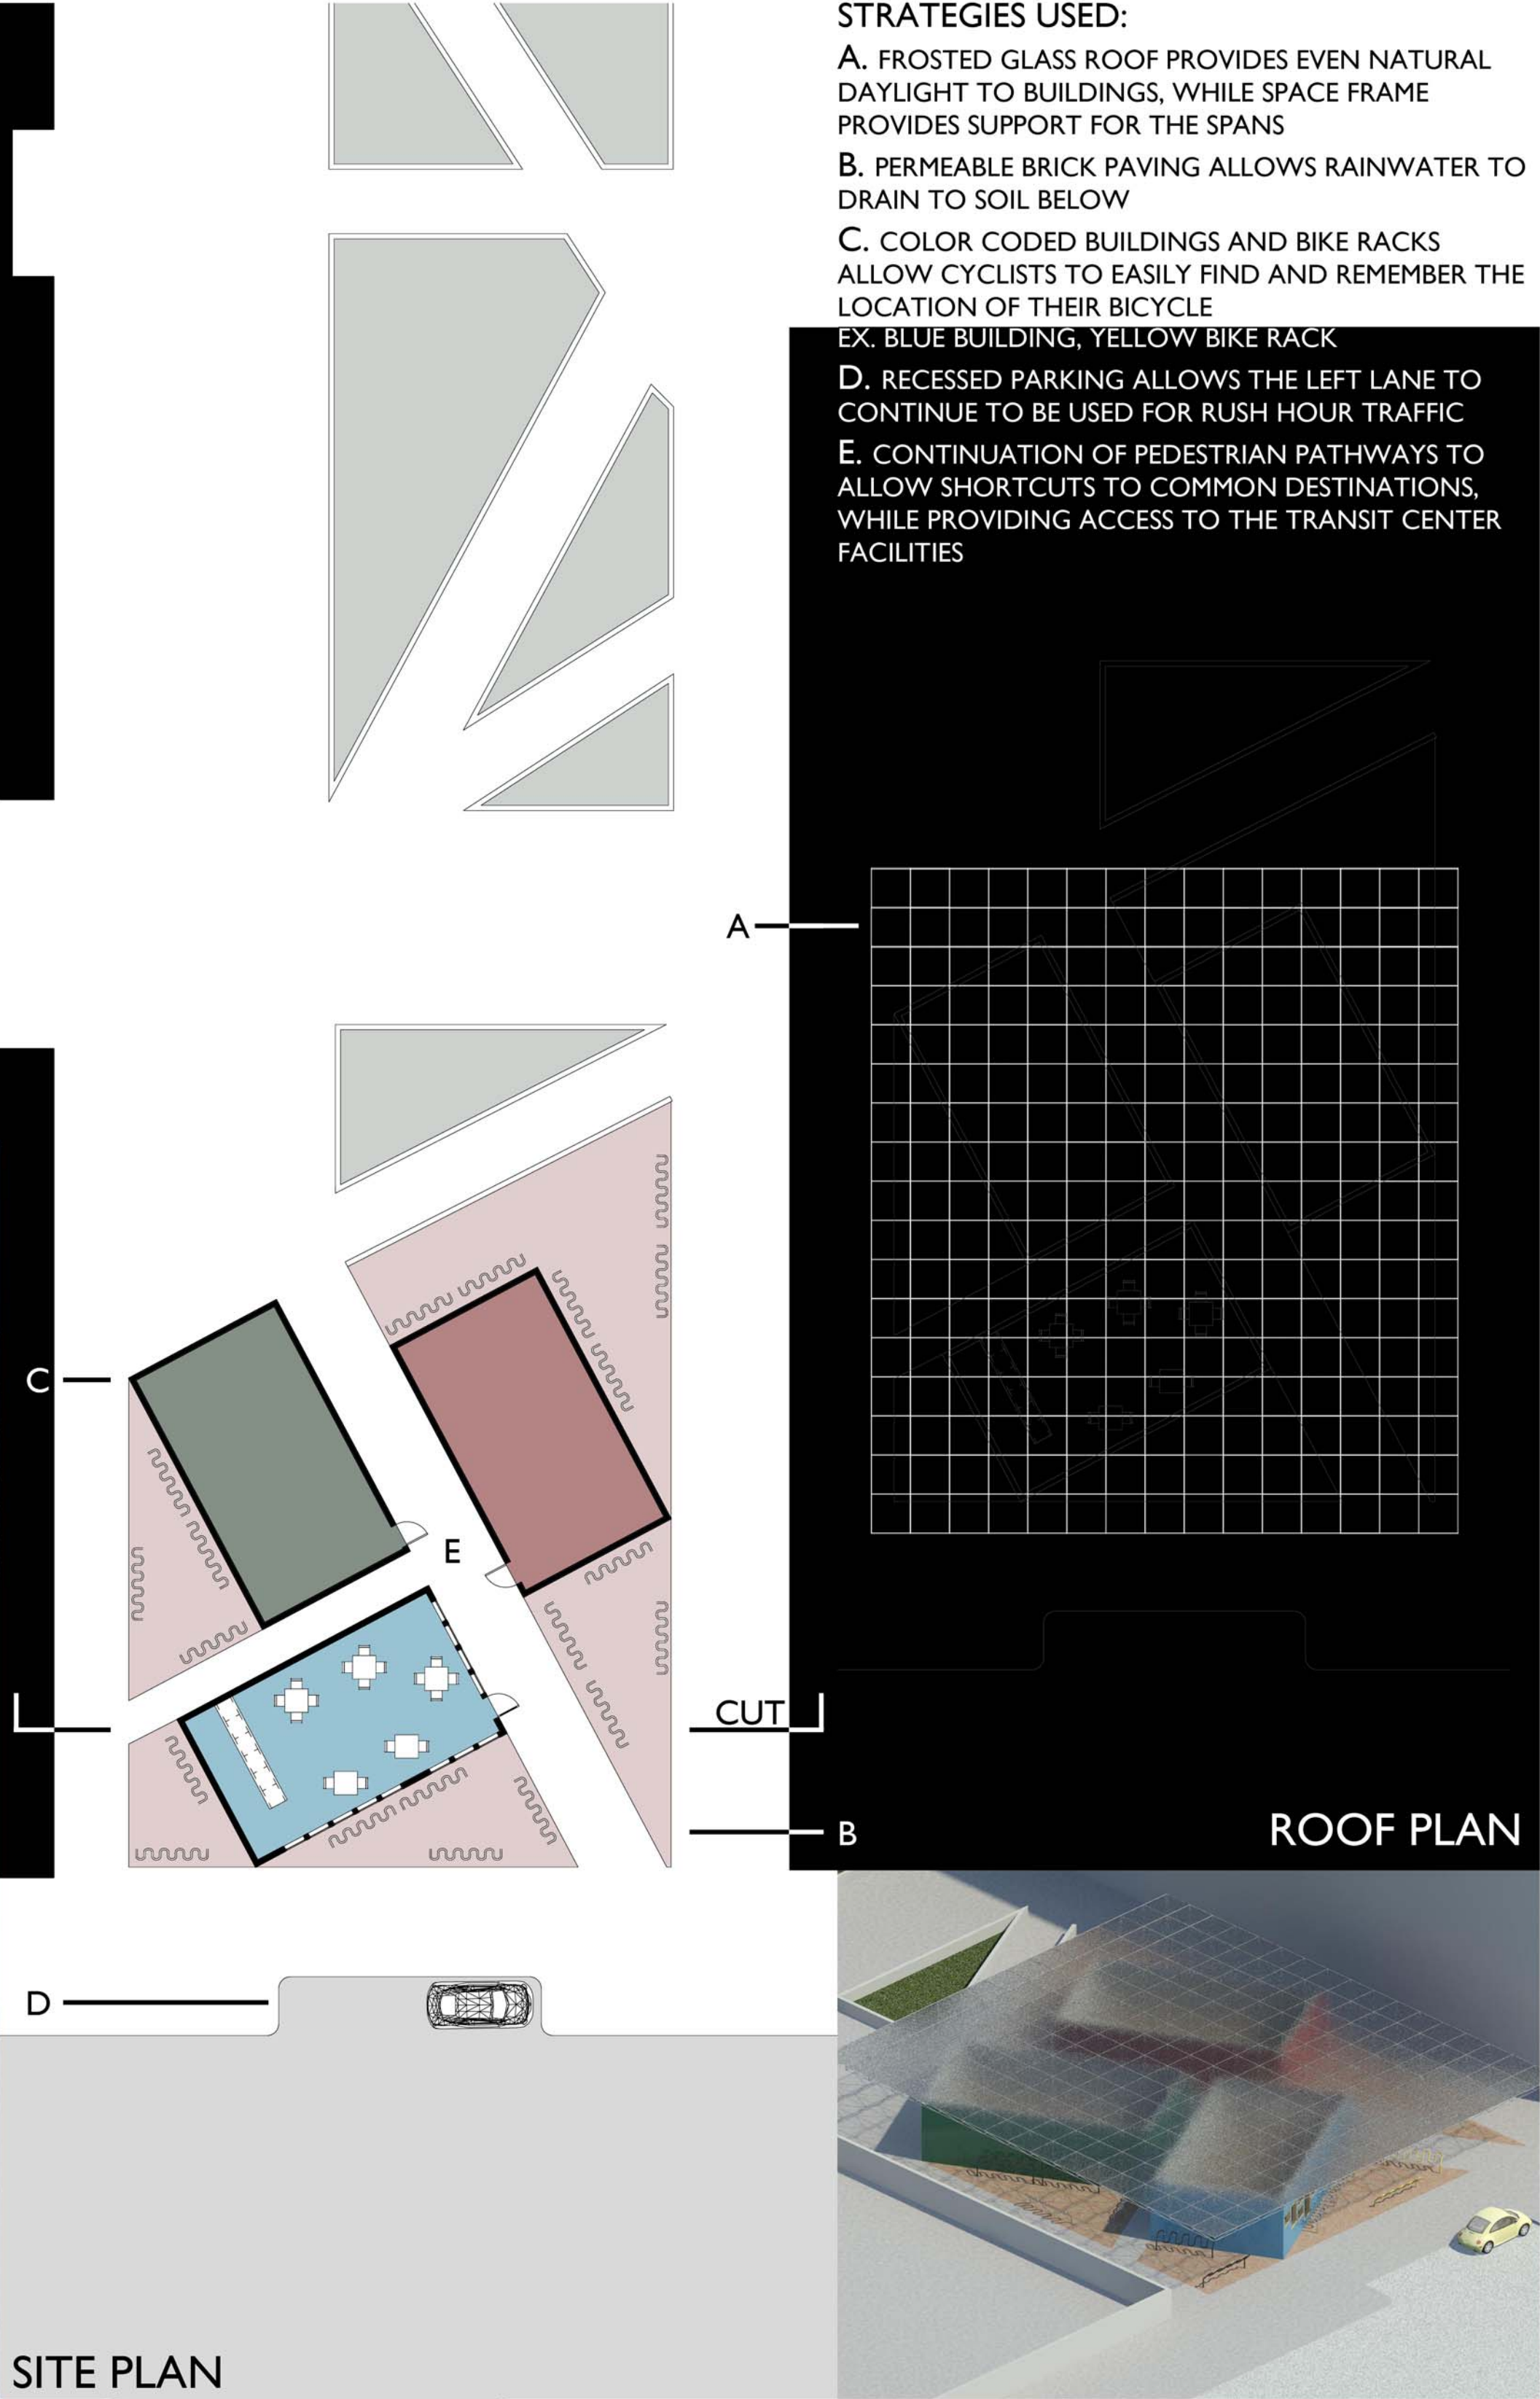 STRATEGIES USED:
A. FROSTED GLASS ROOF PROVIDES EVEN NATURAL
DAYLIGHT TO BUILDINGS, WHILE SPACE FRAME
PROVIDES SUPPORT FOR THE SPANS
B. PERMEABLE BRICK PAVING ALLOWS RAINWATER TO
DRAIN TO SOIL BELOW
C. COLOR CODED BUILDINGS AND BIKE RACKS
ALLOW CYCLISTS TO EASILY FIND AND REMEMBER THE
LOCATION OF THEIR BICYCLE
EX. BLUE BUILDING, YELLOW BIKE RACK
D. RECESSED PARKING ALLOWS THE LEFT LANE TO
CONTINUE TO BE USED FOR RUSH HOUR TRAFFIC
E. CONTINUATION OF PEDESTRIAN PATHWAYS TO
ALLOW SHORTCUTS TO COMMON DESTINATIONS,
WHILE PROVIDING ACCESS TO THE TRANSIT CENTER
FACILITIES
A
C
E
CUT
B
ROOF PLAN
D
SITE PLAN